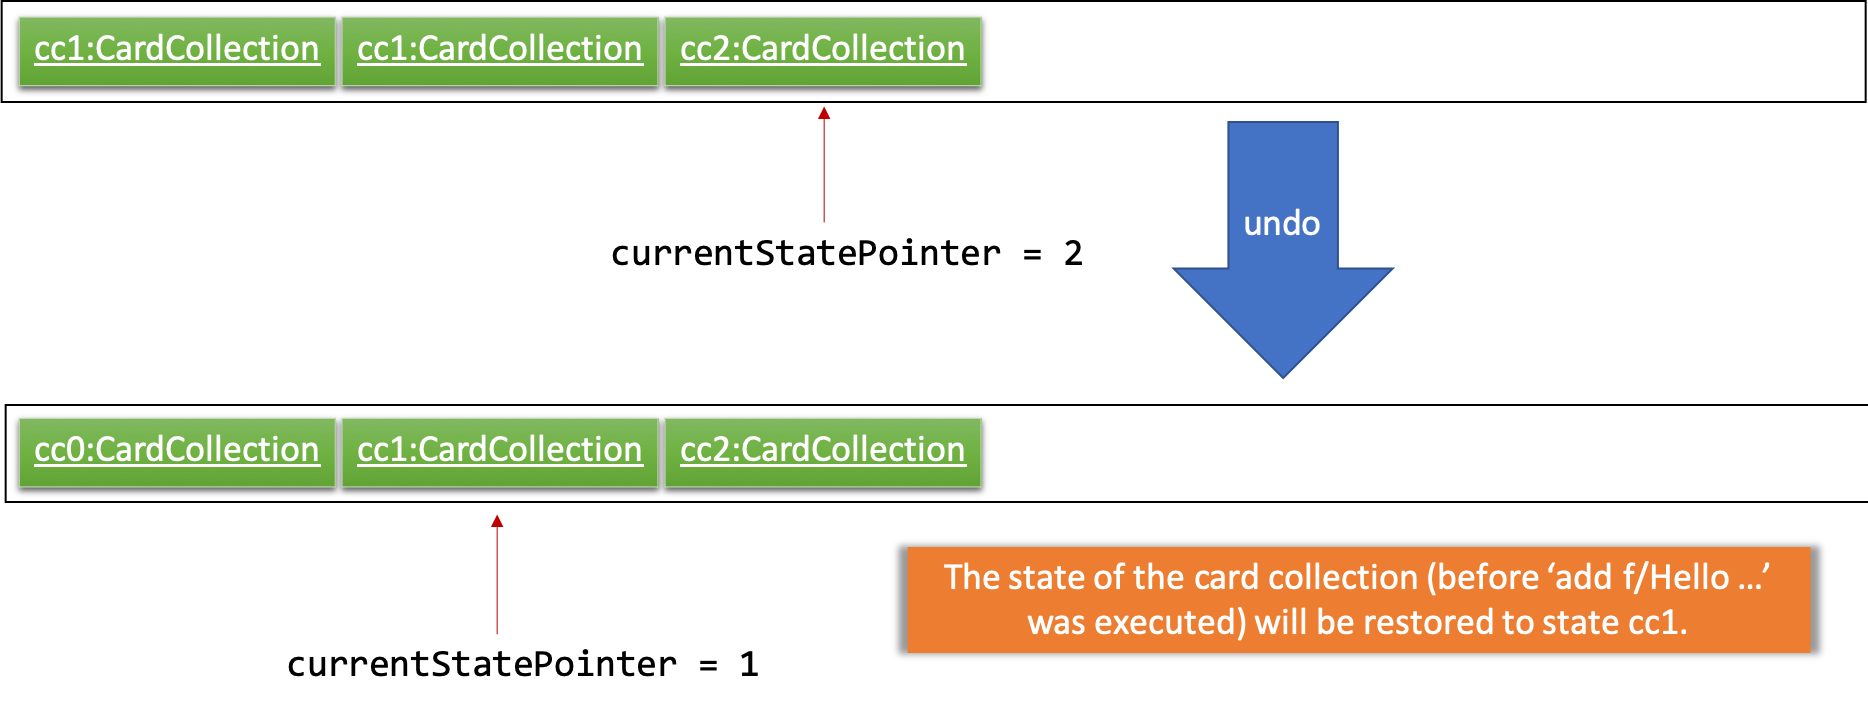 cc1:CardCollection cc1:CardCollection cc2:CardCollection
currentStatePointer = 2
undo
cc0:CardCollection cc1:CardCollection cc2:CardCollection
currentStatePointer = 1
The state of the card collection (before ‘add f/Hello …’
was executed) will be restored to state cc1.